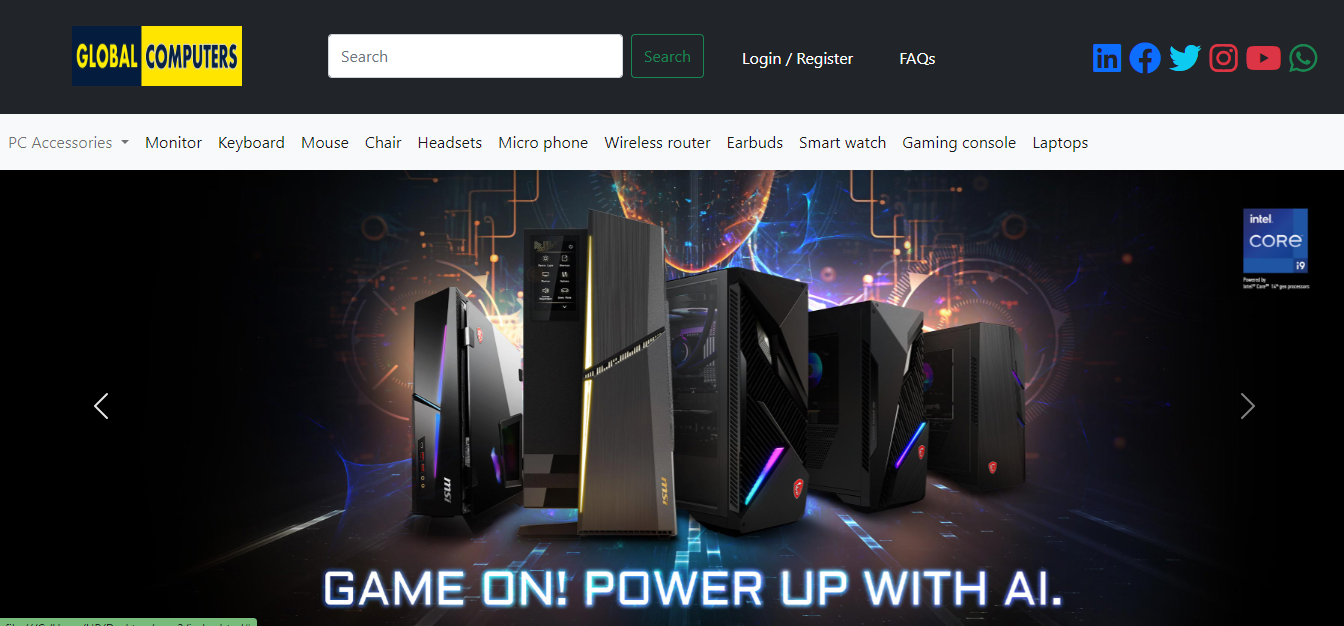 GLOBAL COMPUTERS
Search
Search
Login / Register
FAQs
PC Accessories
Monitor
Keyboard
Mouse
Chair
Headsets
Micro phone
Wireless router
Earbuds
Smart watch
Gaming console
Laptops
intel
CORE
i9
Powered by
Intel® Core™ 14th gen processors
msi
msi
GAME ON! POWER UP WITH AI.